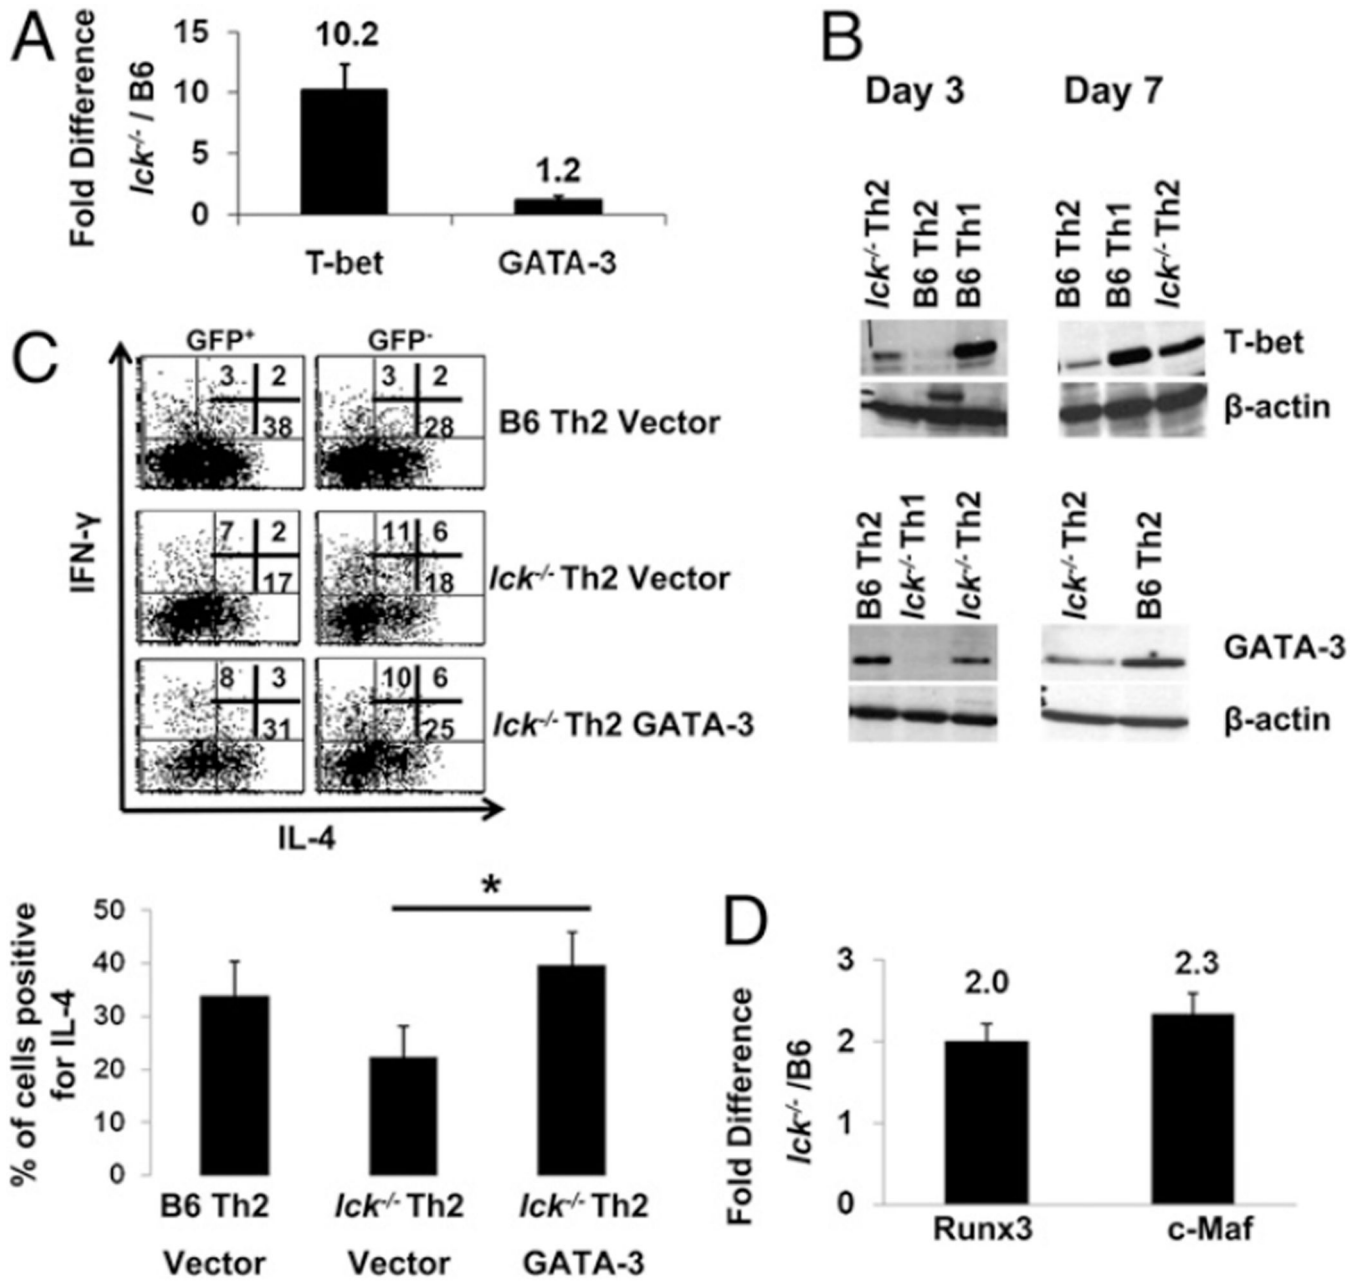 A
Fold Difference
lck-/- / B6
15
10
5
0
10.2
1.2
T-bet
GATA-3
B
Day 3
Day 7
lck-/- Th2
B6 Th2
B6 Th1
B6 Th2
B6 Th1
lck-/- Th2
T-bet
β-actin
B6 Th2
lck-/- Th1
lck-/- Th2
lck-/- Th2
B6 Th2
GATA-3
β-actin
C
GFP+
GFP-
IFN-γ
3 2
38
3 2
28
B6 Th2 Vector
7 2
17
11 6
18
lck-/- Th2 Vector
8 3
31
10 6
25
lck-/- Th2 GATA-3
IL-4
% of cells positive
for IL-4
50
40
30
20
10
0
*
B6 Th2
Vector
lck-/- Th2
Vector
lck-/- Th2
GATA-3
D
Fold Difference
lck-/- /B6
3
2
1
0
2.0
2.3
Runx3
c-Maf